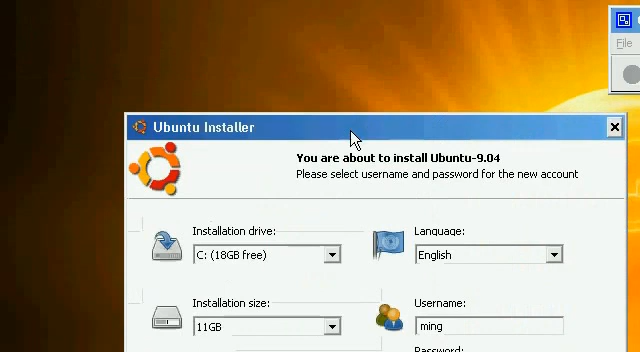 File
Ubuntu Installer
You are about to install Ubuntu-9.04
Please select username and password for the new account
Installation drive:
Language:
C: (18GB free)
English
Installation size:
Username:
11GB
ming
Password: